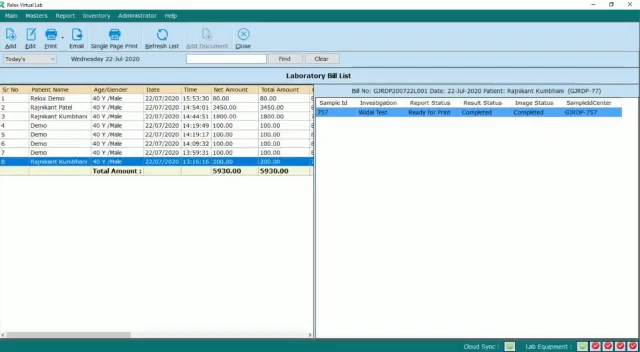 Relox Virtual Lab
Main Masters Report Inventory Administrator Help
Add Edit Print Email Single Page Print Refresh List Add Document Close
Today's Wednesday 22-Jul-2020 Find Clear
Laboratory Bill List
Sr No Patient Name Age/Gender Date Time Net Amount Total Amount
1 Relox Demo 40 Y /Male 22/07/2020 15:53:30 80.00 80.00
2 Rajnikant Patel 40 Y /Male 22/07/2020 14:54:01 3450.00 3450.00
3 Rajnikant Kumbhani 40 Y /Male 22/07/2020 14:44:51 1800.00 1800.00
4 Demo 40 Y /Male 22/07/2020 14:19:49 100.00 100.00
5 Demo 40 Y /Male 22/07/2020 14:19:17 100.00 100.00
6 Demo 40 Y /Male 22/07/2020 14:09:32 100.00 100.00
7 Demo 40 Y /Male 22/07/2020 13:59:31 100.00 100.00
8 Rajnikant Kumbhani 40 Y /Male 22/07/2020 13:16:16 200.00 200.00
Total Amount : 5930.00 5930.00
Bill No: GJRDP200722L001 Date: 22-Jul-2020 Patient: Rajnikant Kumbhani (GJRDP-77)
Sample Id Investigation Report Status Result Status Image Status SampleIdCenter
757 Widal Test Ready for Print Completed Completed GJRDP-757
Cloud Sync : Lab Equipment :